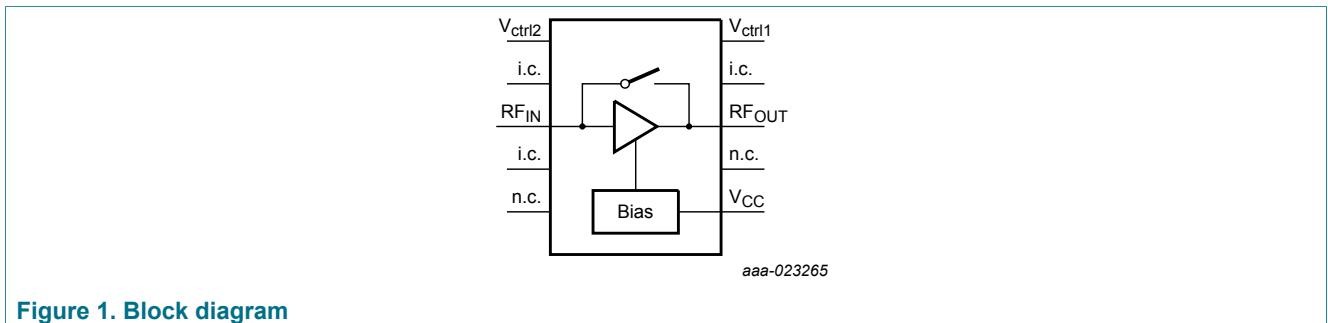 Vctrl2 Vctrl1
i.c. i.c.
RFIN RFOUT
i.c. n.c.
n.c. Bias VCC
aaa-023265
Figure 1. Block diagram